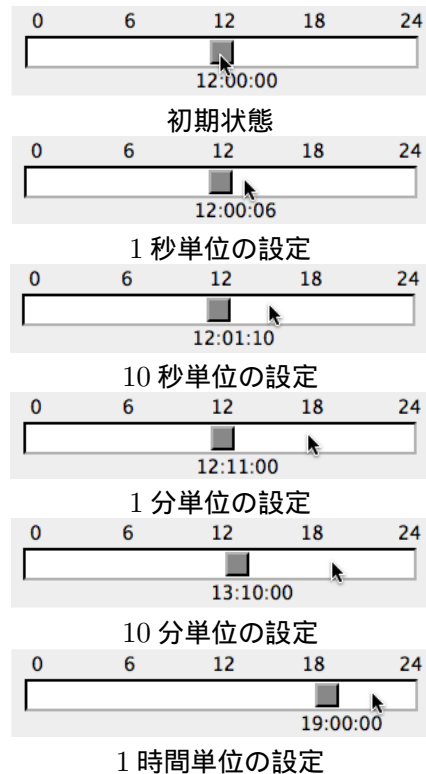 0 6 12 18 24
12:00:00
初期状態
0 6 12 18 24
12:00:06
1 秒単位の設定
0 6 12 18 24
12:01:10
10 秒単位の設定
0 6 12 18 24
12:11:00
1 分単位の設定
0 6 12 18 24
13:10:00
10 分単位の設定
0 6 12 18 24
19:00:00
1 時間単位の設定